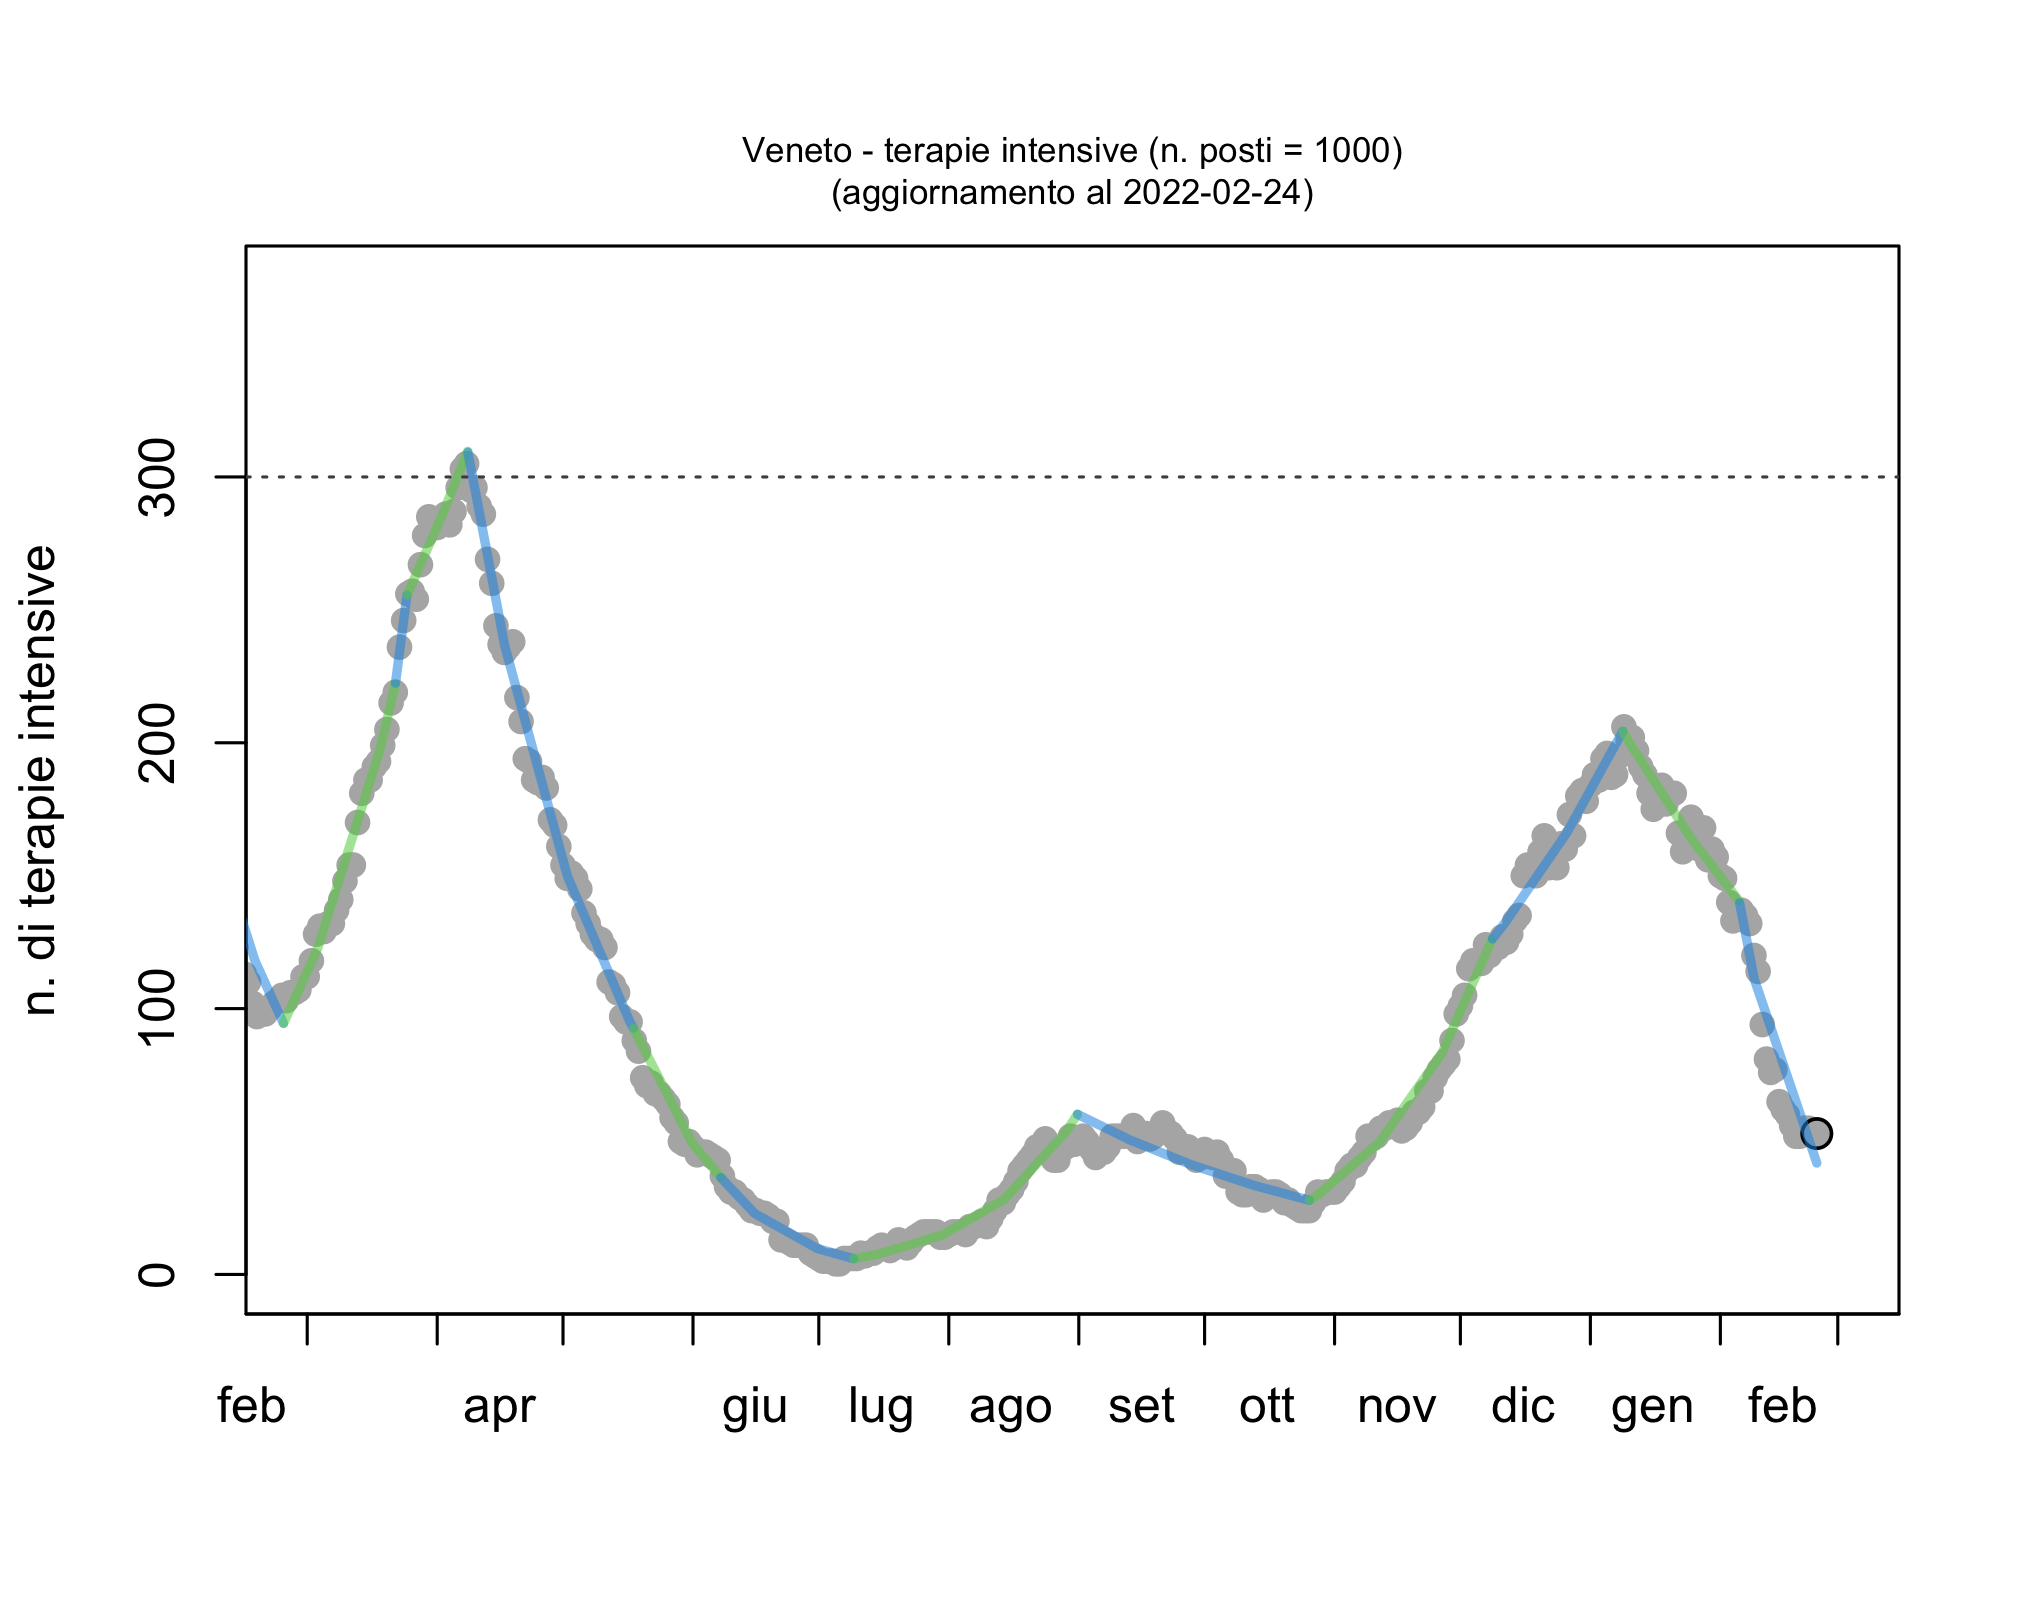 Veneto - terapie intensive (n. posti = 1000)
(aggiornamento al 2022-02-24)
n. di terapie intensive
300
200
100
0
feb apr giu lug ago set ott nov dic gen feb